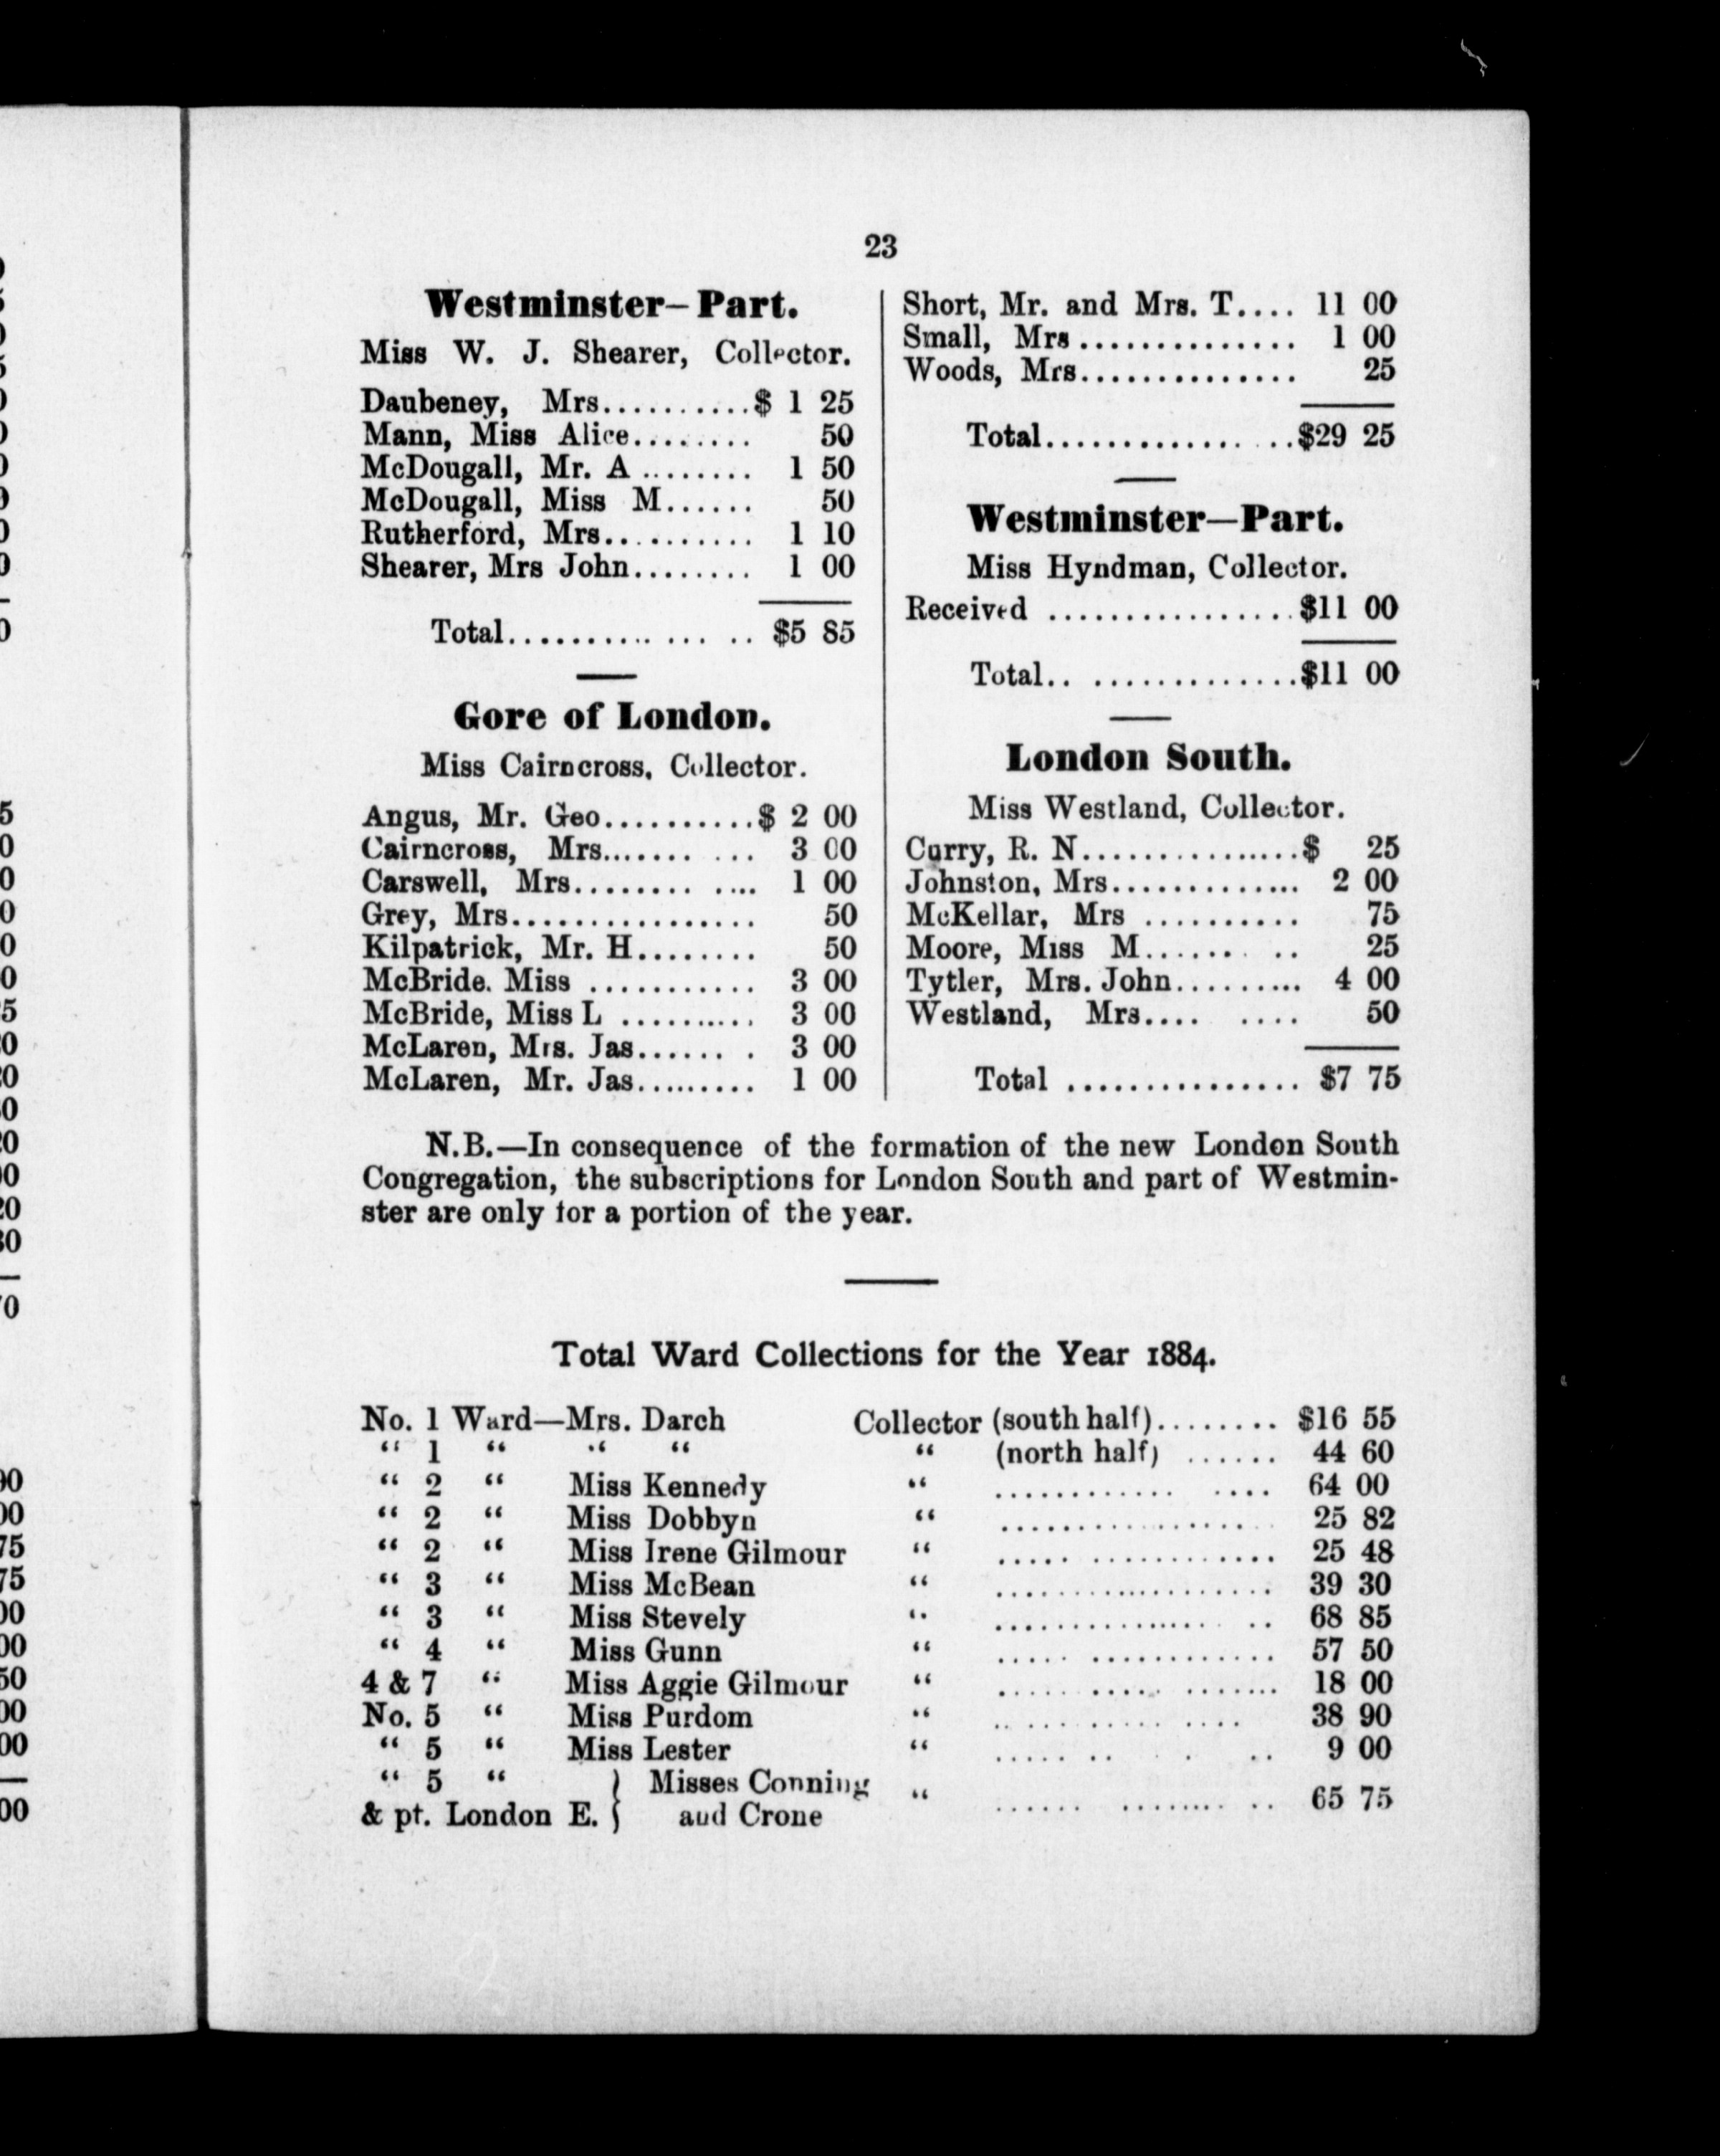 23
Westminster—Part.
Miss W. J. Shearer, Collector.
Daubeney, Mrs..........$ 1 25
Mann, Miss Alice........ 50
McDougall, Mr. A ........ 1 50
McDougall, Miss M...... 50
Rutherford, Mrs.......... 1 10
Shearer, Mrs John........ 1 00
Total.................. $5 85
Gore of London.
Miss Cairncross, Collector.
Angus, Mr. Geo..........$ 2 00
Cairncross, Mrs....... ... 3 00
Carswell, Mrs........ .... 1 00
Grey, Mrs................ 50
Kilpatrick, Mr. H........ 50
McBride. Miss ........... 3 00
McBride, Miss L .......... 3 00
McLaren, Mrs. Jas...... . 3 00
McLaren, Mr. Jas......... 1 00
Short, Mr. and Mrs. T.... 11 00
Small, Mrs .............. 1 00
Woods, Mrs.............. 25
Total.................$29 25
Westminster—Part.
Miss Hyndman, Collector.
Received ................$11 00
Total.. ..............$11 00
London South.
Miss Westland, Collector.
Curry, R. N..............$ 25
Johnston, Mrs............. 2 00
McKellar, Mrs .......... 75
Moore, Miss M...... .. 25
Tytler, Mrs. John......... 4 00
Westland, Mrs.... .... 50
Total ............... $7 75
N.B.—In consequence of the formation of the new London South
Congregation, the subscriptions for London South and part of Westmin-
ster are only for a portion of the year.
Total Ward Collections for the Year 1884.
No. 1 Ward—Mrs. Darch Collector (south half)........ $16 55
“ 1 “ “ “ “ (north half) ...... 44 60
“ 2 “ Miss Kennedy “ ............ .... 64 00
“ 2 “ Miss Dobbyn “ .................. 25 82
“ 2 “ Miss Irene Gilmour “ ..... ............. 25 48
“ 3 “ Miss McBean “ .................... 39 30
“ 3 “ Miss Stevely “ ................ .. 68 85
“ 4 “ Miss Gunn “ ..... ............ 57 50
4 & 7 “ Miss Aggie Gilmour “ ...... ..... ....... 18 00
No. 5 “ Miss Purdom “ .. ......... .... 38 90
“ 5 “ Miss Lester “ ..... .. . .. 9 00
“ 5 “ } Misses Conning “ ...... ........ .. 65 75
& pt. London E. } and Crone